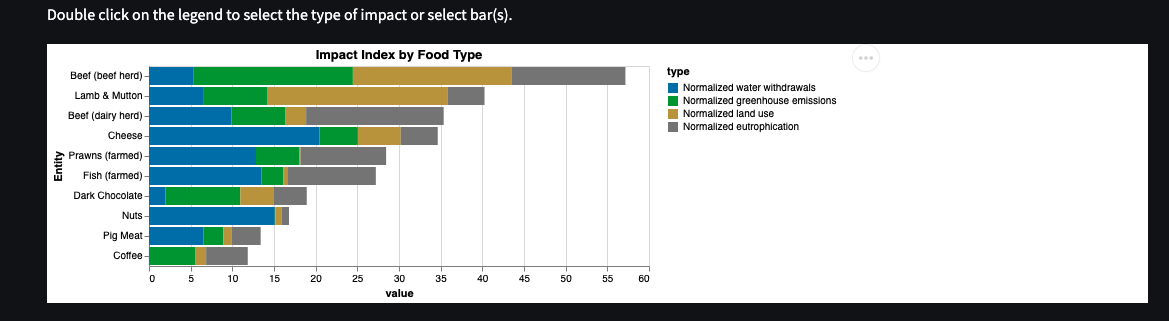 Double click on the legend to select the type of impact or select bar(s).
Impact Index by Food Type
Entity
Beef (beef herd)
Lamb & Mutton
Beef (dairy herd)
Cheese
Prawns (farmed)
Fish (farmed)
Dark Chocolate
Nuts
Pig Meat
Coffee
0 5 10 15 20 25 30 35 40 45 50 55 60
value
type
Normalized water withdrawals
Normalized greenhouse emissions
Normalized land use
Normalized eutrophication